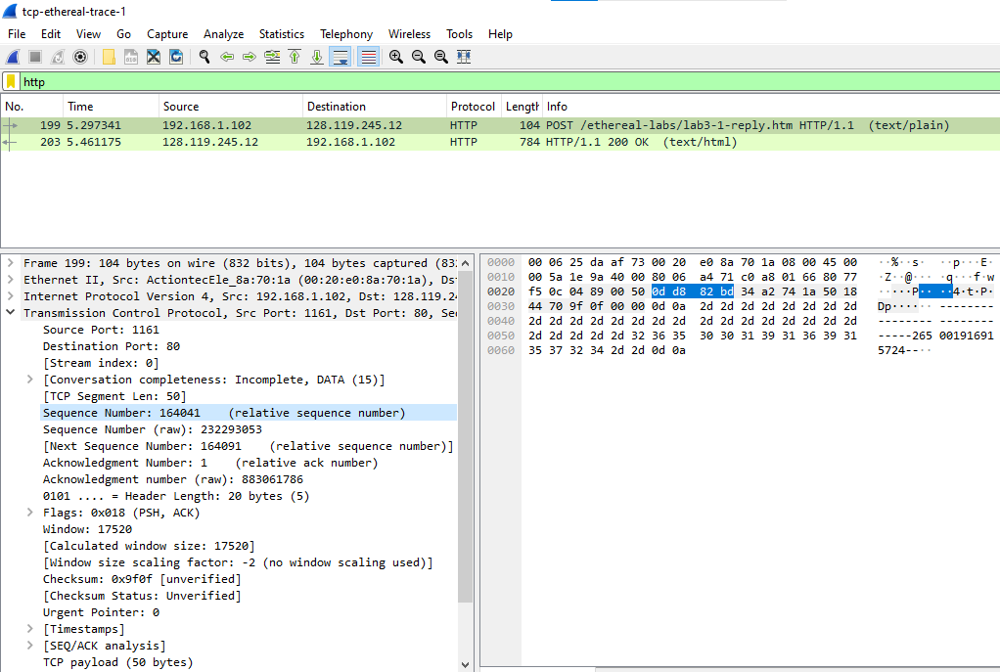 tcp-ethereal-trace-1
File Edit View Go Capture Analyze Statistics Telephony Wireless Tools Help
http
No. Time Source Destination Protocol Length Info
199 5.297341 192.168.1.102 128.119.245.12 HTTP 104 POST /ethereal-labs/lab3-1-reply.htm HTTP/1.1 (text/plain)
203 5.461175 128.119.245.12 192.168.1.102 HTTP 784 HTTP/1.1 200 OK (text/html)
Frame 199: 104 bytes on wire (832 bits), 104 bytes captured (83
Ethernet II, Src: ActiontecEle_8a:70:1a (00:20:e0:8a:70:1a), Ds
Internet Protocol Version 4, Src: 192.168.1.102, Dst: 128.119.2
Transmission Control Protocol, Src Port: 1161, Dst Port: 80, Se
Source Port: 1161
Destination Port: 80
[Stream index: 0]
[Conversation completeness: Incomplete, DATA (15)]
[TCP Segment Len: 50]
Sequence Number: 164041 (relative sequence number)
Sequence Number (raw): 232293053
[Next Sequence Number: 164091 (relative sequence number)]
Acknowledgment Number: 1 (relative ack number)
Acknowledgment number (raw): 883061786
0101 .... = Header Length: 20 bytes (5)
Flags: 0x018 (PSH, ACK)
Window: 17520
[Calculated window size: 17520]
[Window size scaling factor: -2 (no window scaling used)]
Checksum: 0x9f0f [unverified]
[Checksum Status: Unverified]
Urgent Pointer: 0
[Timestamps]
[SEQ/ACK analysis]
TCP payload (50 bytes)
0000 00 06 25 da af 73 00 20 e0 8a 70 1a 08 00 45 00 ··%··s· ··p···E·
0010 00 5a 1e 9a 40 00 80 06 a4 71 c0 a8 01 66 80 77 ·Z··@··· ·q···f·w
0020 f5 0c 04 89 00 50 0d d8 82 bd 34 a2 74 1a 50 18 ·····P·· ··4·t·P·
0030 44 70 9f 0f 00 00 0d 0a 2d 2d 2d 2d 2d 2d 2d 2d Dp······ --------
0040 2d 2d 2d 2d 2d 2d 2d 2d 2d 2d 2d 2d 2d 2d 2d 2d -------- --------
0050 2d 2d 2d 2d 2d 32 36 35 30 30 31 39 31 36 39 31 -----265 00191691
0060 35 37 32 34 2d 2d 0d 0a 5724--··